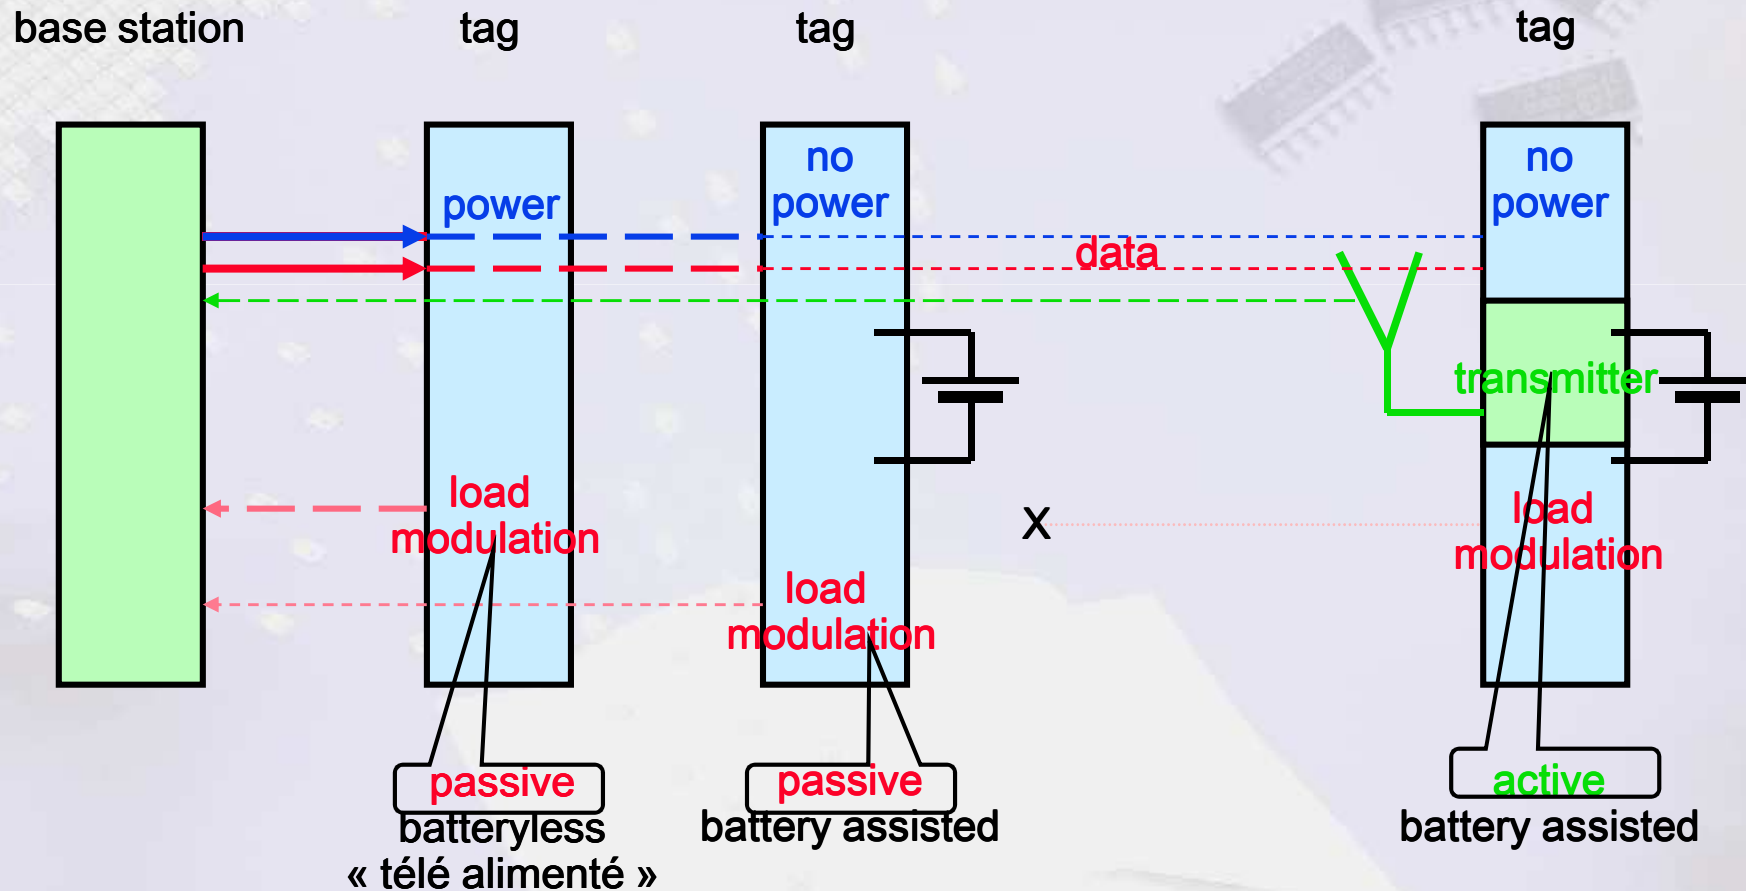 base station
tag
tag
tag
power
no
power
no
power
data
transmitter
load
modulation
x
load
modulation
load
modulation
passive
batteryless
« télé alimenté »
passive
battery assisted
active
battery assisted